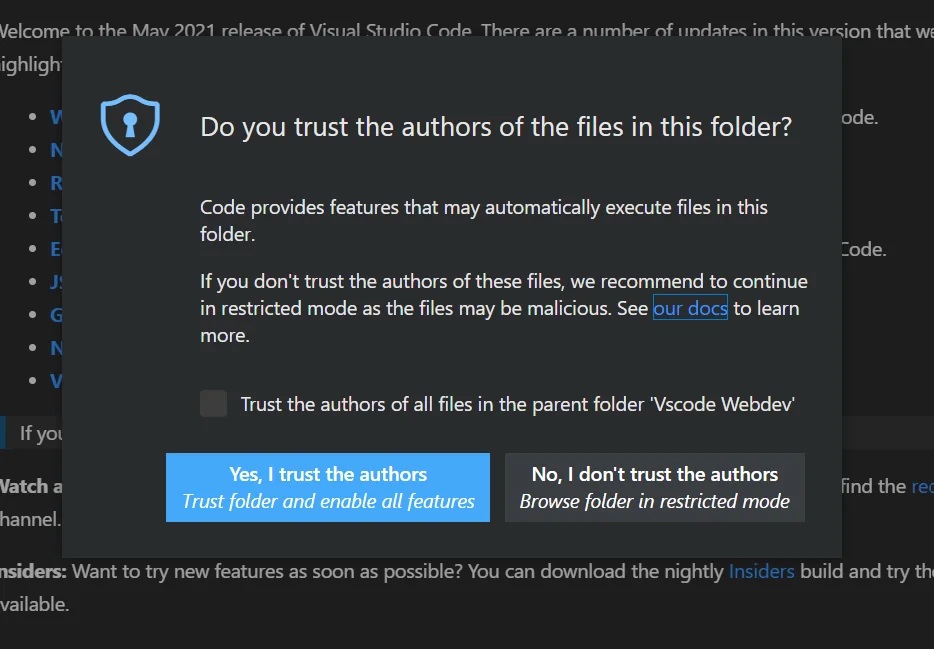 Welcome to the May 2021 release of Visual Studio Code. There are a number of updates in this version that we
Do you trust the authors of the files in this folder?
ode.
Code provides features that may automatically execute files in this
folder.
Code.
If you don't trust the authors of these files, we recommend to continue
in restricted mode as the files may be malicious. See our docs to learn
more.
Trust the authors of all files in the parent folder 'Vscode Webdev'
If you
Yes, I trust the authors
Trust folder and enable all features
No, I don't trust the authors
Browse folder in restricted mode
Watch a
find the
hannel.
nsiders: Want to try new features as soon as possible? You can download the nightly Insiders build and try the
vailable.